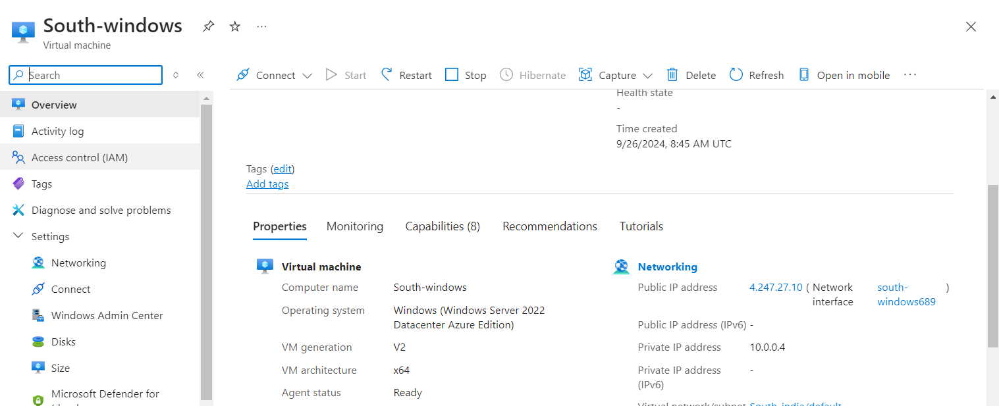 South-windows
Virtual machine
Search
Connect
Start
Restart
Stop
Hibernate
Capture
Delete
Refresh
Open in mobile
Overview
Activity log
Access control (IAM)
Tags
Diagnose and solve problems
Settings
Networking
Connect
Windows Admin Center
Disks
Size
Microsoft Defender for
Health state
-
Time created
9/26/2024, 8:45 AM UTC
Tags (edit)
Add tags
Properties
Monitoring
Capabilities (8)
Recommendations
Tutorials
Virtual machine
Computer name South-windows
Operating system Windows (Windows Server 2022
Datacenter Azure Edition)
VM generation V2
VM architecture x64
Agent status Ready
Networking
Public IP address 4.247.27.10 ( Network south- )
interface windows689
Public IP address (IPv6) -
Private IP address 10.0.0.4
Private IP address -
(IPv6)
Virtual network/subnet South-india/default